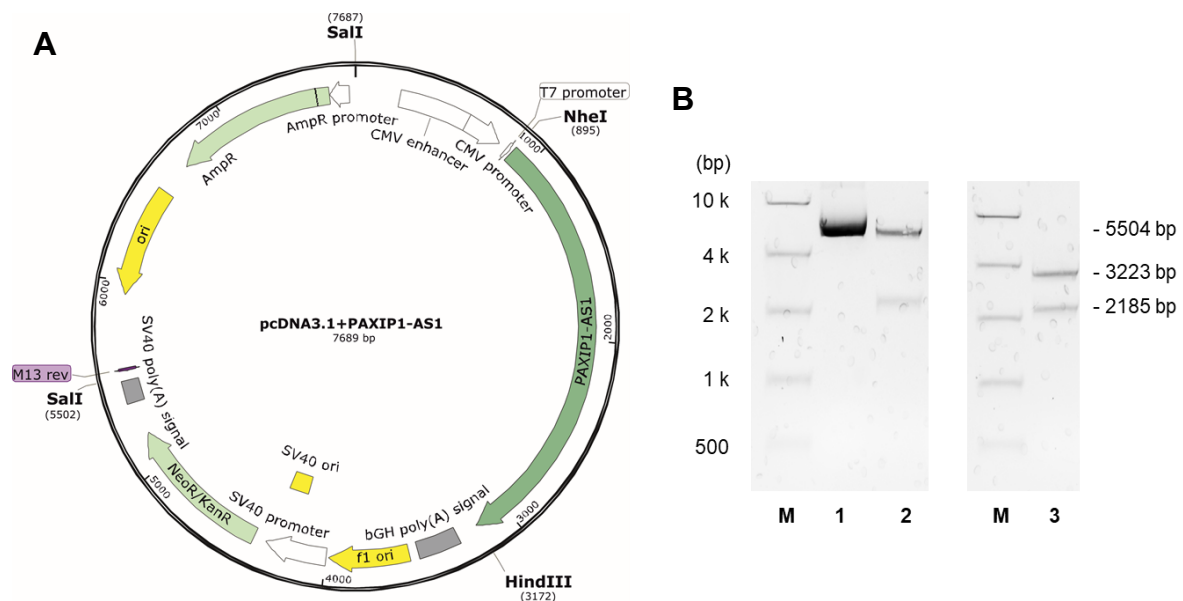 A
(7687)
SalI
T7 promoter
NheI
(895)
AmpR promoter
CMV enhancer
CMV promoter
AmpR
7000
1000
ori
6000
PAXIP1-AS1
2000
pcDNA3.1+PAXIP1-AS1
7689 bp
M13 rev
SV40 poly(A) signal
SalI
(5502)
5000
NeoR/KanR
SV40 ori
SV40 promoter
bGH poly(A) signal
3000
f1 ori
4000
HindIII
(3172)
B
(bp)
10 k
4 k
2 k
1 k
500
- 5504 bp
- 3223 bp
- 2185 bp
M 1 2 M 3